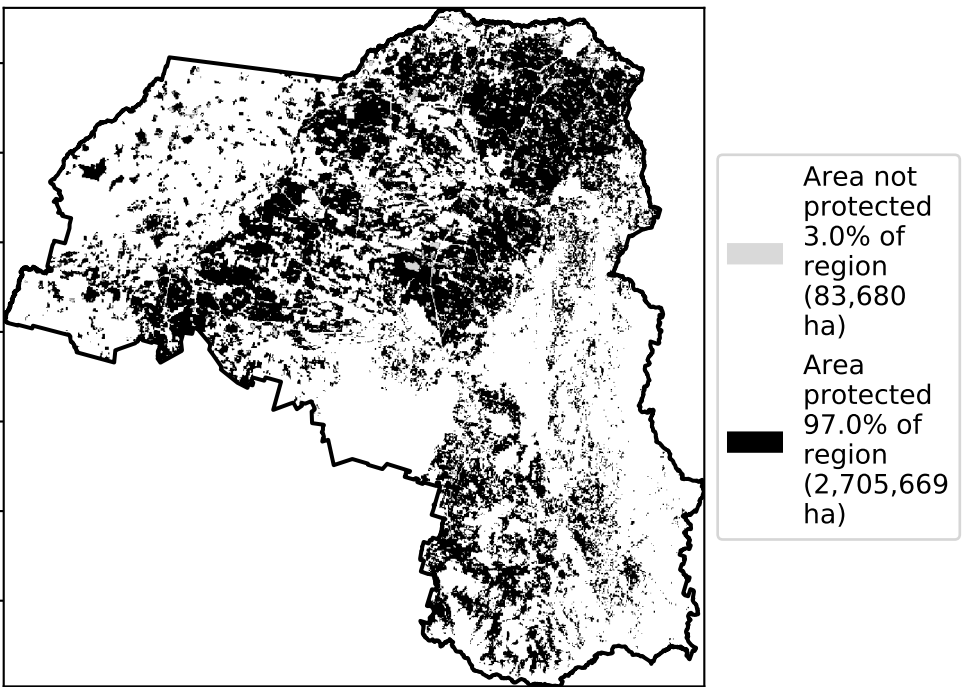 Area not
protected
3.0% of
region
(83,680
ha)
Area
protected
97.0% of
region
(2,705,669
ha)